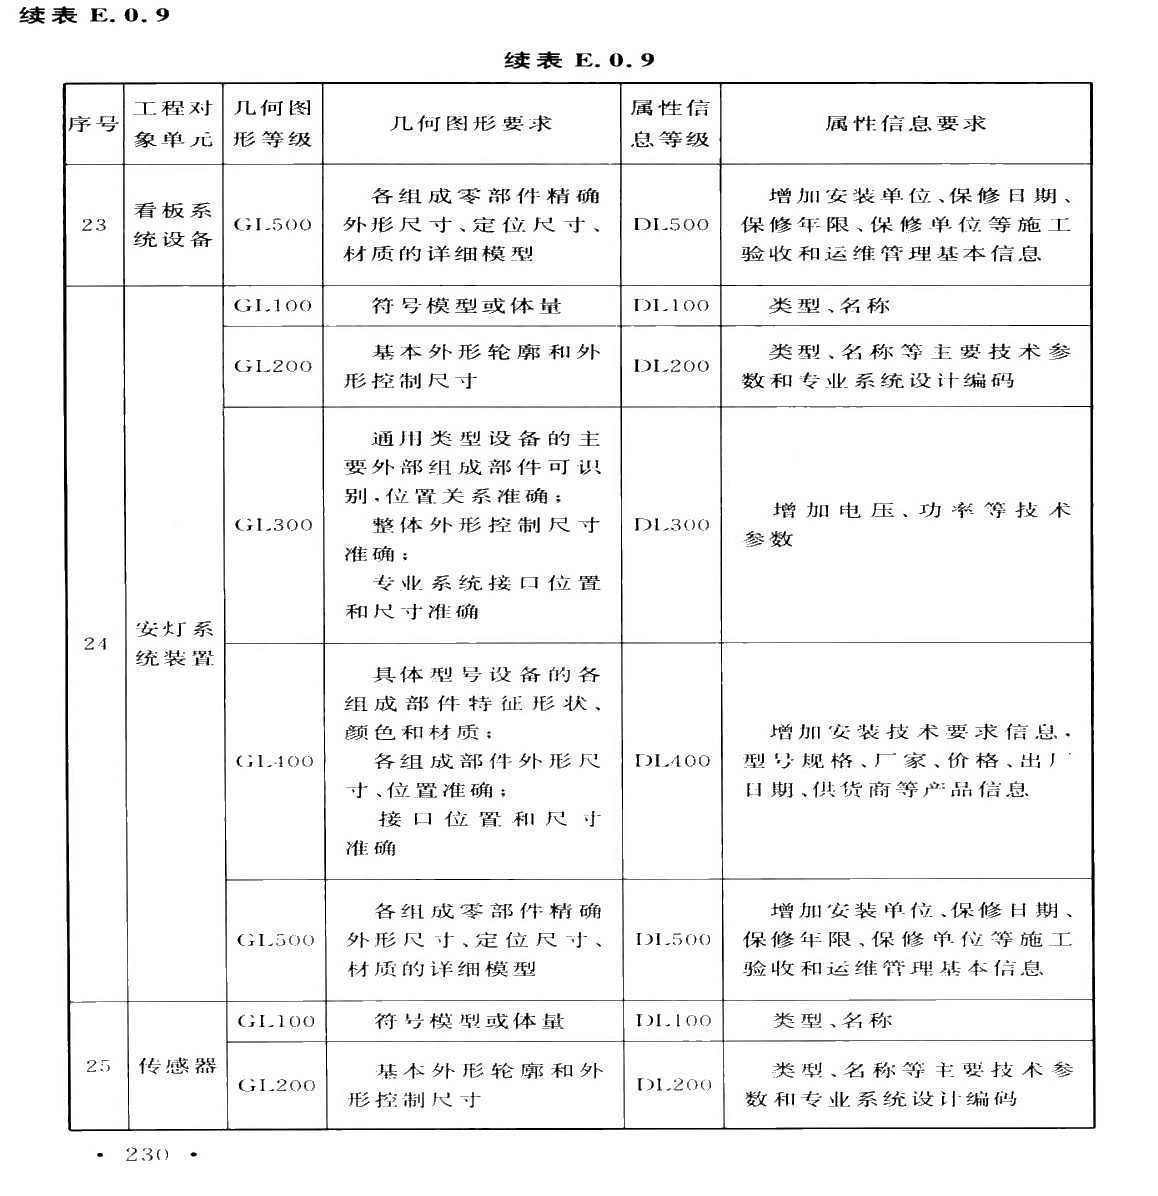 续表 E.0.9
续表 E.0.9
序号
工程对
象单元
几何图
形等级
几何图形要求
属性信
息等级
属性信息要求
23
看板系
统设备
GL500
各组成零部件精确
外形尺寸、定位尺寸、
材质的详细模型
DL500
增加安装单位、保修日期、
保修年限、保修单位等施工
验收和运维管理基本信息
24
安灯系
统装置
GL100
符号模型或体量
DL100
类型、名称
GL200
基本外形轮廓和外
形控制尺寸
DL200
类型、名称等主要技术参
数和专业系统设计编码
GL300
通用类型设备的主
要外部组成部件可识
别,位置关系准确;
整体外形控制尺寸
准确;
专业系统接口位置
和尺寸准确
DL300
增加电压、功率等技术
参数
GL400
具体型号设备的各
组成部件特征形状、
颜色和材质;
各组成部件外形尺
寸、位置准确;
接口位置和尺寸
准确
DL400
增加安装技术要求信息,
型号规格、厂家、价格、出厂
日期、供货商等产品信息
GL500
各组成零部件精确
外形尺寸、定位尺寸、
材质的详细模型
DL500
增加安装单位、保修日期、
保修年限、保修单位等施工
验收和运维管理基本信息
25
传感器
GL100
符号模型或体量
DL100
类型、名称
GL200
基本外形轮廓和外
形控制尺寸
DL200
类型、名称等主要技术参
数和专业系统设计编码
· 230 ·